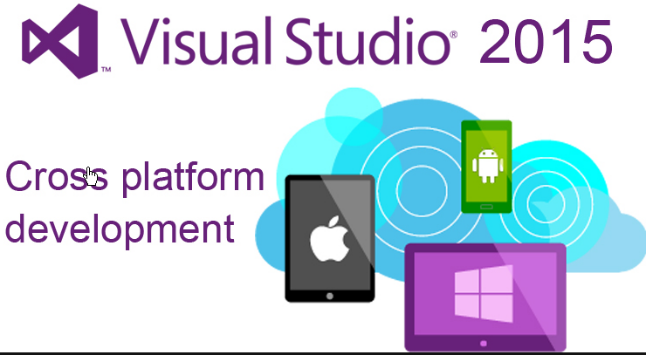 Visual Studio® 2015
Cross platform
development